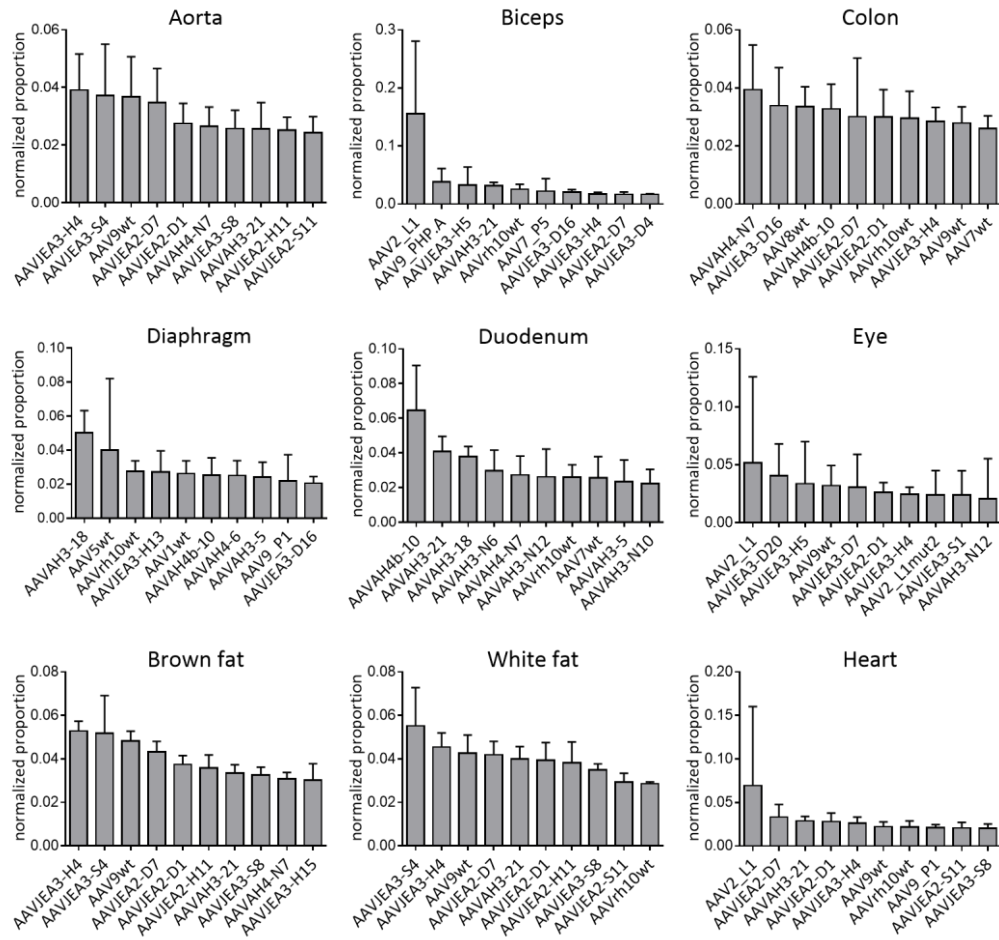 Aorta
normalized proportion
0.06
0.04
0.02
0.00
AAVJEA3-H4
AAVJEA3-S4
AAV9wt
AAVJEA2-D7
AAVJEA2-D1
AAVAH4-N7
AAVJEA3-S8
AAVAH3-21
AAVJEA2-H11
AAVJEA2-S11
Biceps
normalized proportion
0.3
0.2
0.1
0.0
AAV2_L1
AAV9_PHP.A
AAVJEA3-H5
AAVAH3-21
AAVrh10wt
AAV7_P5
AAVJEA3-D16
AAVJEA3-H4
AAVJEA2-D7
AAVJEA3-D4
Colon
normalized proportion
0.06
0.04
0.02
0.00
AAVAH4-N7
AAVJEA3-D16
AAV8wt
AAVAH4b-10
AAVJEA2-D7
AAVJEA2-D1
AAVrh10wt
AAVJEA3-H4
AAV9wt
AAV7wt
Diaphragm
normalized proportion
0.10
0.08
0.06
0.04
0.02
0.00
AAVAH3-18
AAV5wt
AAVrh10wt
AAVJEA3-H13
AAV1wt
AAVAH4b-10
AAVAH4-6
AAVAH3-5
AAV9_P1
AAVJEA3-D16
Duodenum
normalized proportion
0.10
0.08
0.06
0.04
0.02
0.00
AAVAH4b-10
AAVAH3-21
AAVAH3-18
AAVAH3-N6
AAVAH4-N7
AAVAH3-N12
AAVrh10wt
AAV7wt
AAVAH3-5
AAVAH3-N10
Eye
normalized proportion
0.15
0.10
0.05
0.00
AAV2_L1
AAVJEA3-D20
AAVJEA3-H5
AAV9wt
AAVJEA3-D7
AAVJEA2-D1
AAVJEA3-H4
AAV2_L1mut2
AAVJEA3-S1
AAVAH3-N12
Brown fat
normalized proportion
0.08
0.06
0.04
0.02
0.00
AAVJEA3-H4
AAVJEA3-S4
AAV9wt
AAVJEA2-D7
AAVJEA2-D1
AAVJEA2-H11
AAVAH3-21
AAVJEA3-S8
AAVAH4-N7
AAVJEA3-H15
White fat
normalized proportion
0.08
0.06
0.04
0.02
0.00
AAVJEA3-S4
AAVJEA3-H4
AAV9wt
AAVJEA2-D7
AAVAH3-21
AAVJEA2-D1
AAVJEA2-H11
AAVJEA3-S8
AAVJEA2-S11
AAVrh10wt
Heart
normalized proportion
0.20
0.15
0.10
0.05
0.00
AAV2_L1
AAVJEA2-D7
AAVAH3-21
AAVJEA2-D1
AAVJEA3-H4
AAV9wt
AAVrh10wt
AAV9_P1
AAVJEA2-S11
AAVJEA3-S8